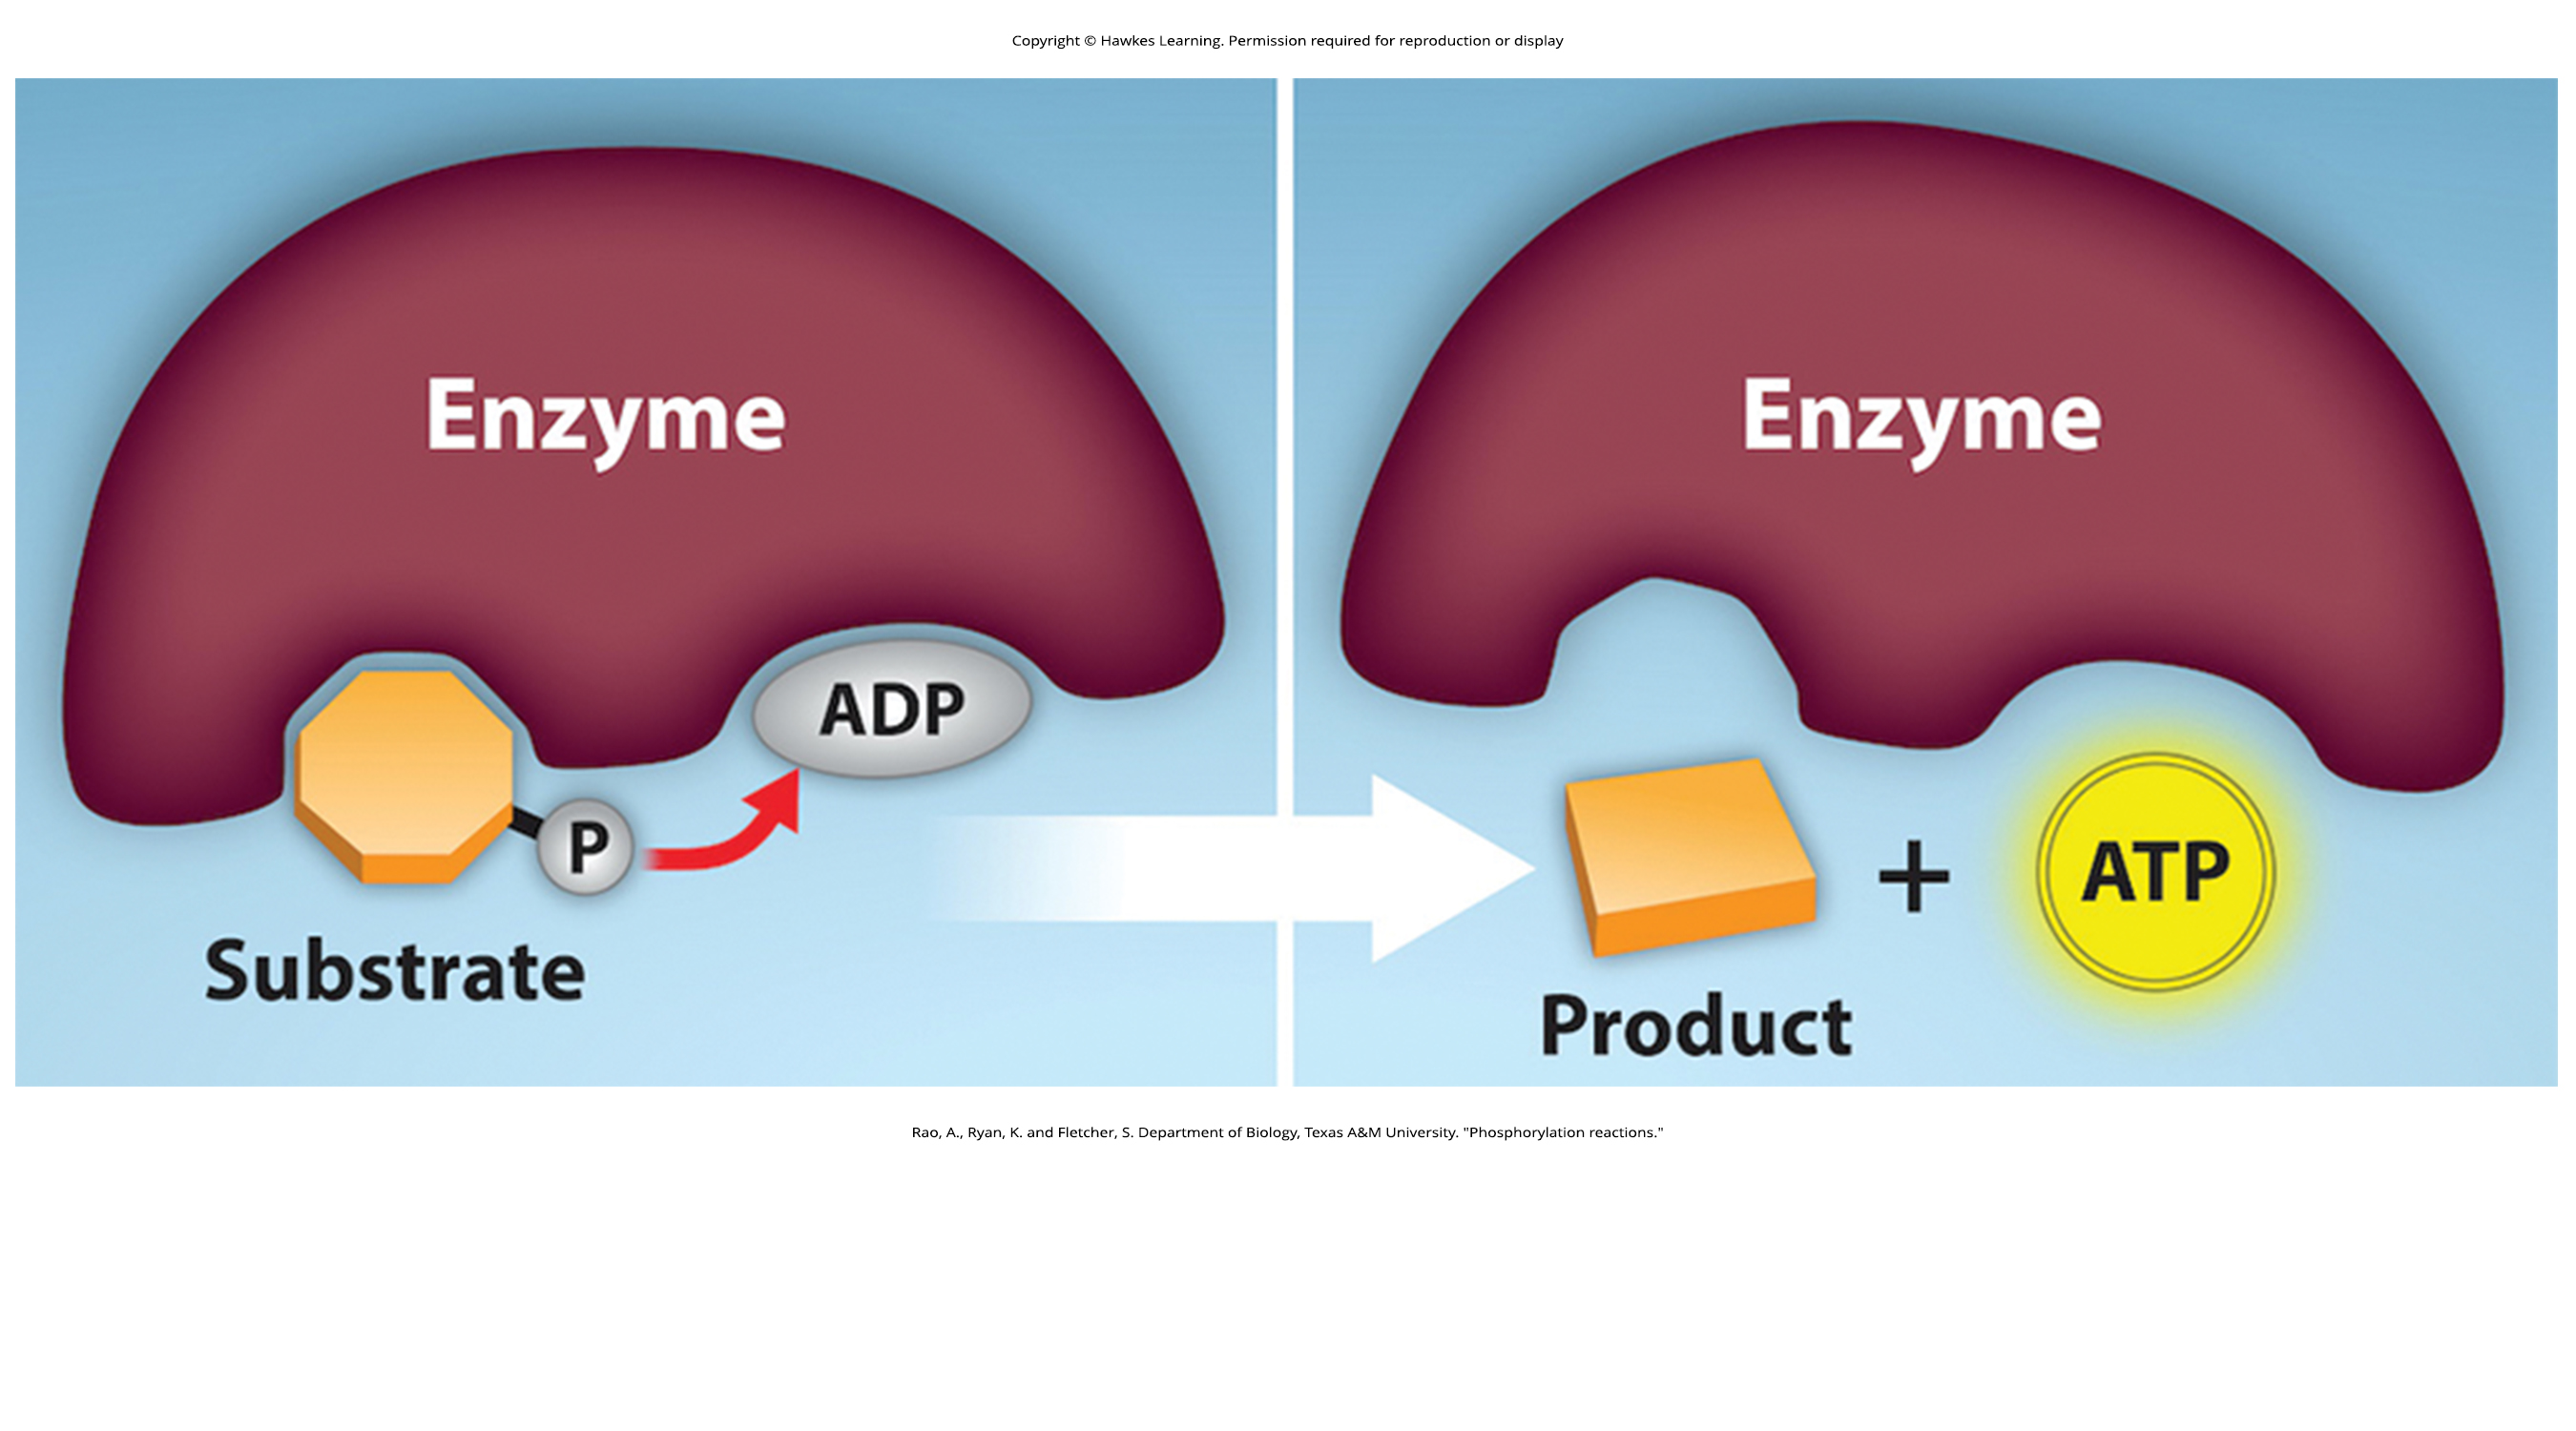 Copyright © Hawkes Learning. Permission required for reproduction or display
Enzyme
Enzyme
ADP
P
Substrate
+
ATP
Product
Rao, A., Ryan, K. and Fletcher, S. Department of Biology, Texas A&M University. "Phosphorylation reactions."